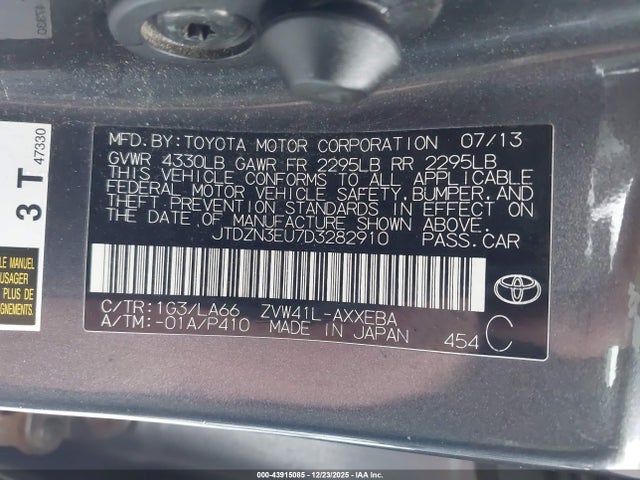 MFD.BY:TOYOTA MOTOR CORPORATION 07/13
GVWR 4330LB GAWR FR 2295LB RR 2295LB
THIS VEHICLE CONFORMS TO ALL APPLICABLE
FEDERAL MOTOR VEHICLE SAFETY, BUMPER, AND
THEFT PREVENTION STANDARDS IN EFFECT ON
THE DATE OF MANUFACTURE SHOWN ABOVE.
JTDZN3EU7D3282910 PASS.CAR
C/TR:1G3/LA66 ZVW41L-AXXEBA
A/TM:-01A/P410 MADE IN JAPAN 454 C
3 T
47330
LE MANUEL
USAGER
PLUS DE
IGNEMENTS.
000-43915085 - 12/23/2025 - IAA Inc.